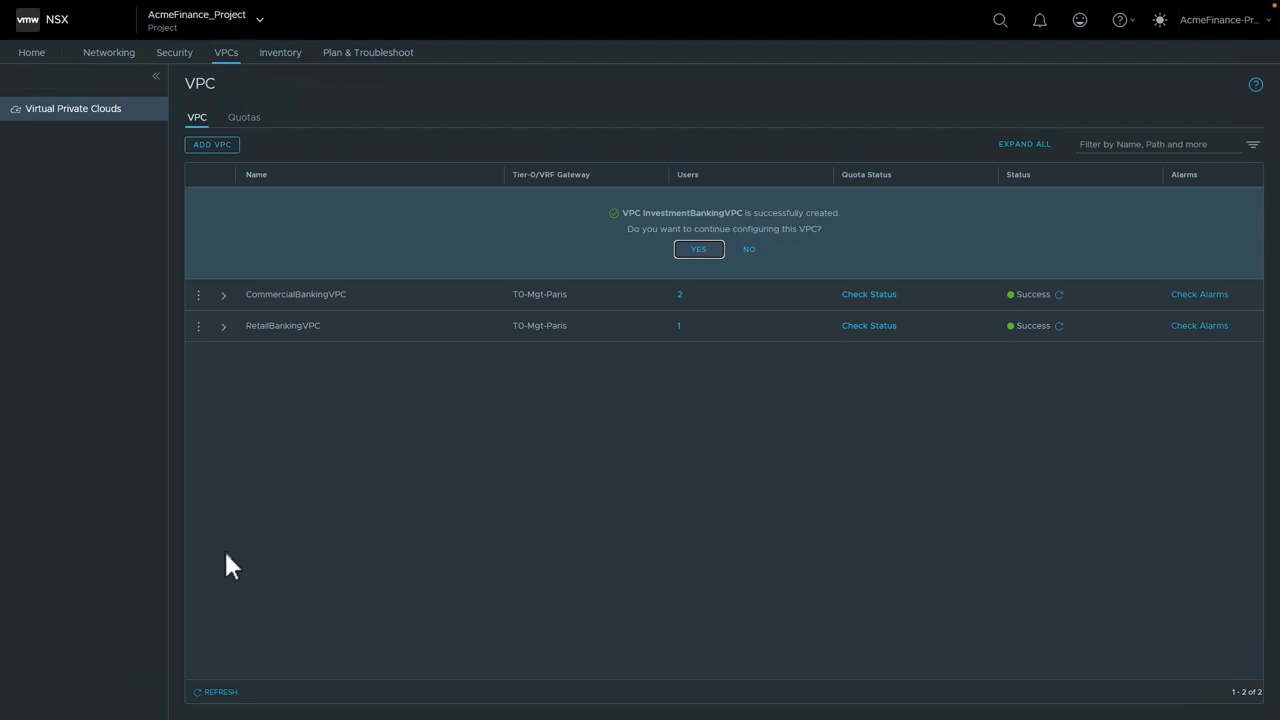 vmw NSX
AcmeFinance_Project
Project
AcmeFinance-Pr...
Home Networking Security VPCs Inventory Plan & Troubleshoot
Virtual Private Clouds
VPC
VPC Quotas
ADD VPC
EXPAND ALL
Filter by Name, Path and more
Name Tier-0/VRF Gateway Users Quota Status Status Alarms
VPC InvestmentBankingVPC is successfully created.
Do you want to continue configuring this VPC?
YES NO
CommercialBankingVPC T0-Mgt-Paris 2 Check Status Success Check Alarms
RetailBankingVPC T0-Mgt-Paris 1 Check Status Success Check Alarms
REFRESH
1 - 2 of 2